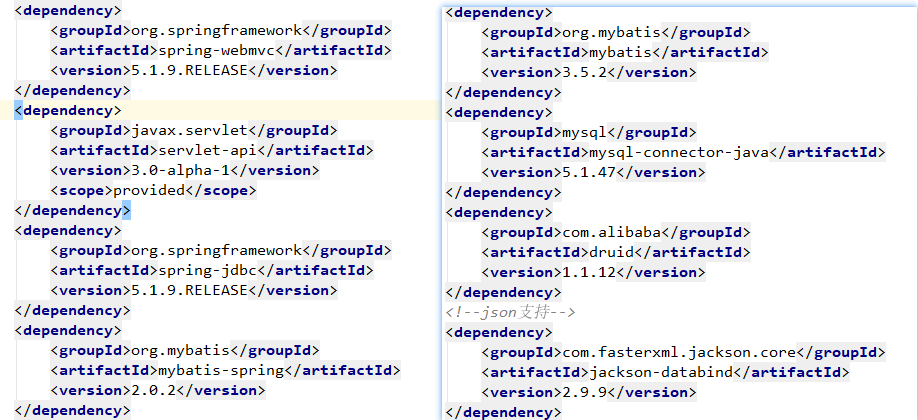 <dependency>
<groupId>org.springframework</groupId>
<artifactId>spring-webmvc</artifactId>
<version>5.1.9.RELEASE</version>
</dependency>
<dependency>
<groupId>javax.servlet</groupId>
<artifactId>servlet-api</artifactId>
<version>3.0-alpha-1</version>
<scope>provided</scope>
</dependency>
<dependency>
<groupId>org.springframework</groupId>
<artifactId>spring-jdbc</artifactId>
<version>5.1.9.RELEASE</version>
</dependency>
<dependency>
<groupId>org.mybatis</groupId>
<artifactId>mybatis-spring</artifactId>
<version>2.0.2</version>
</dependency>
<dependency>
<groupId>org.mybatis</groupId>
<artifactId>mybatis</artifactId>
<version>3.5.2</version>
</dependency>
<dependency>
<groupId>mysql</groupId>
<artifactId>mysql-connector-java</artifactId>
<version>5.1.47</version>
</dependency>
<dependency>
<groupId>com.alibaba</groupId>
<artifactId>druid</artifactId>
<version>1.1.12</version>
</dependency>
<!--json支持-->
<dependency>
<groupId>com.fasterxml.jackson.core</groupId>
<artifactId>jackson-databind</artifactId>
<version>2.9.9</version>
</dependency>